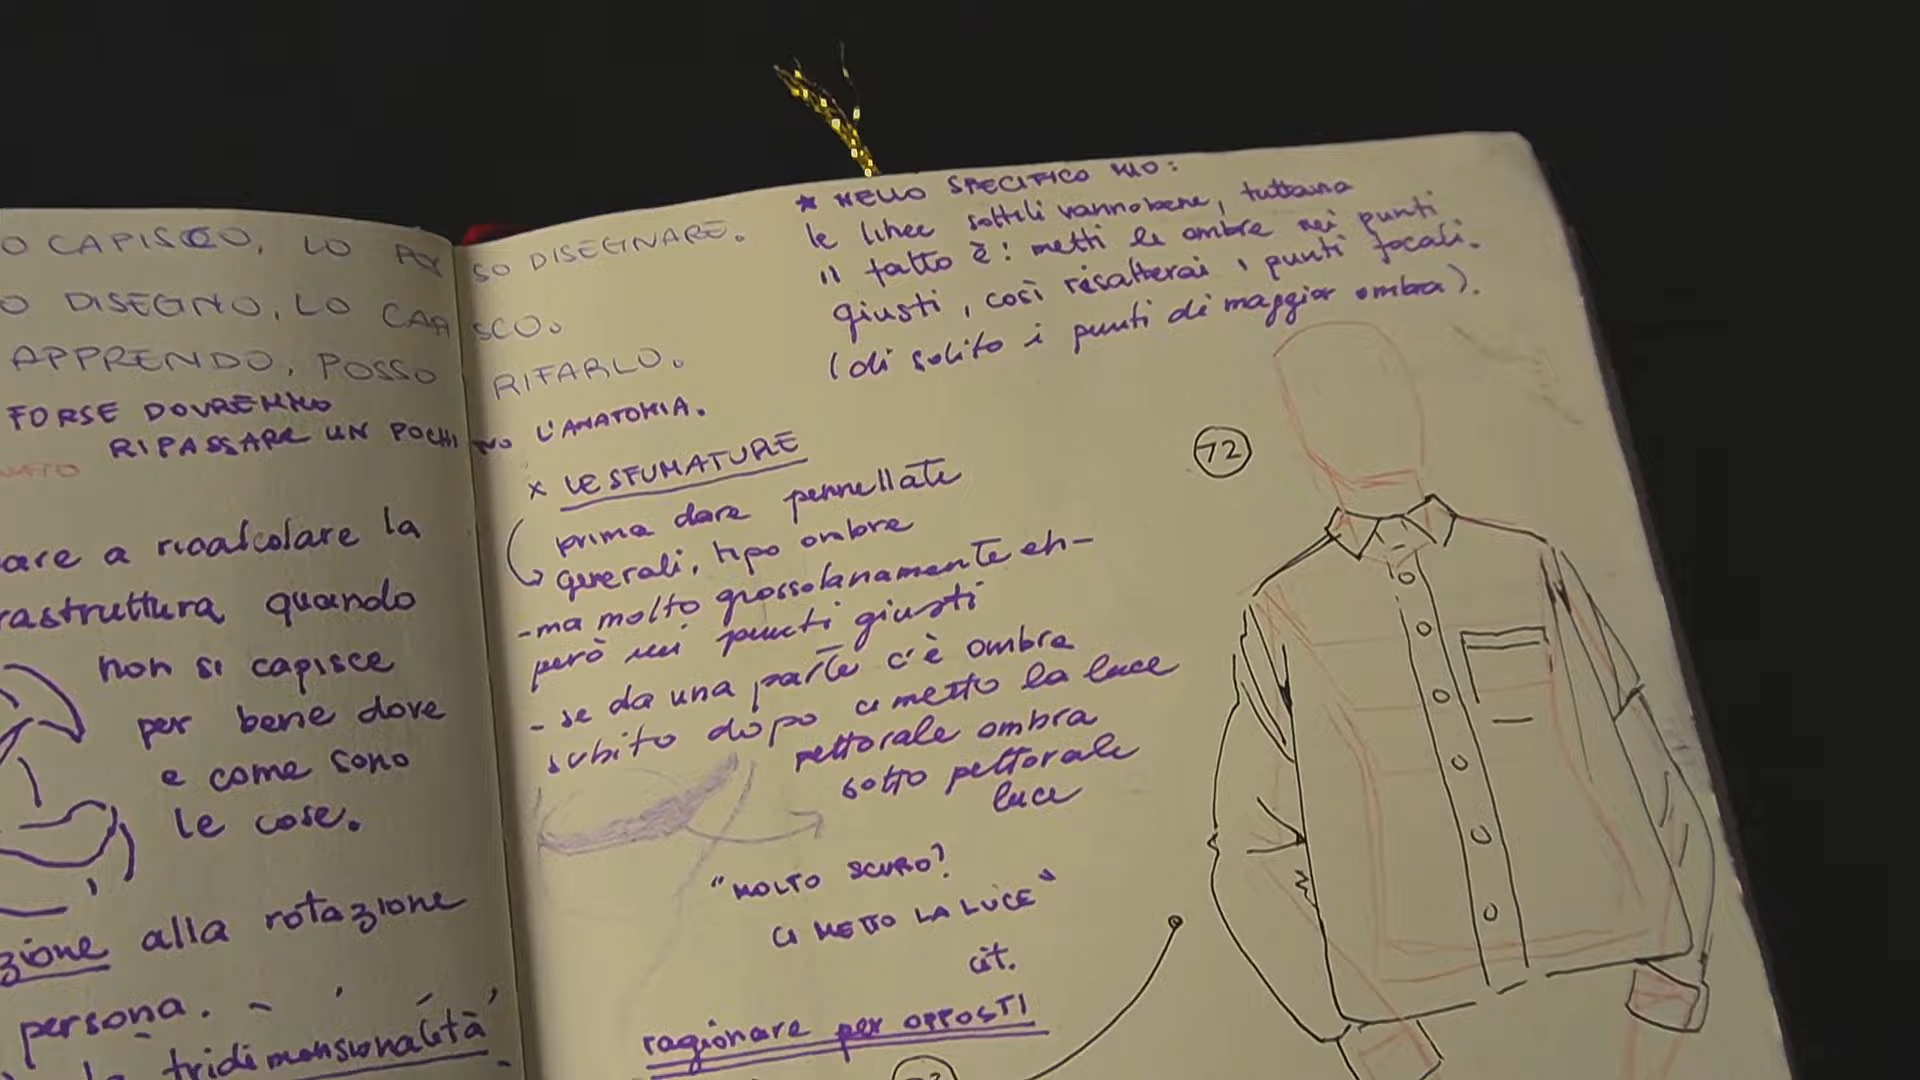 O CAPISCO, LO POSSO DISEGNARE.
O DISEGNO, LO CAPISCO.
APPRENDO, POSSO RIFARLO.
FORSE DOVREMMO
RIPASSARE UN POCHINO L'ANATOMIA.
are a ricalcolare la
rastruttura quando
non si capisce
per bene dove
e come sono
le cose.
zione alla rotazione
persona.
tridimensionalità
★ NELLO SPECIFICO MIO:
le linee sottili vanno bene, tuttavia
il fatto è: metti le ombre nei punti
giusti, così risalterai i punti focali.
(di solito i punti di maggior ombra).
x LE SFUMATURE
prima dare pennellate
generali, tipo ombre
-ma molto grossolanamente eh-
però nei punti giusti
- se da una parte c'è ombra
subito dopo ci metto la luce
pettorale ombra
sotto pettorale
luce
"MOLTO SCURO?
CI METTO LA LUCE"
cit.
ragionare per OPPOSTI
72